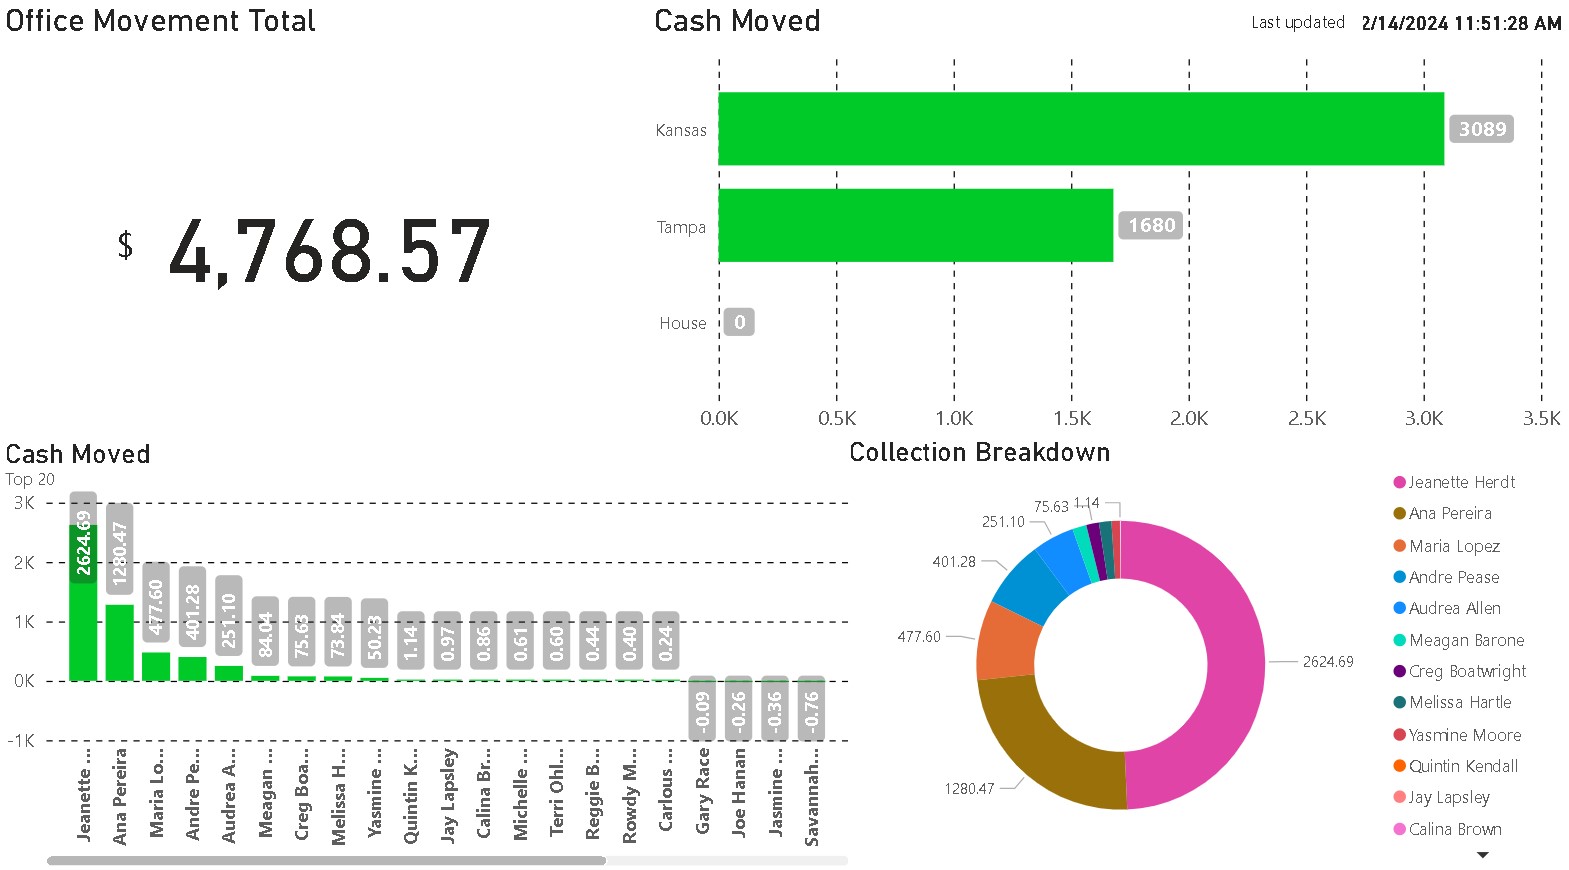 Office Movement Total
$ 4,768.57
Cash Moved
Last updated 2/14/2024 11:51:28 AM
Kansas 3089
Tampa 1680
House 0
0.0K 0.5K 1.0K 1.5K 2.0K 2.5K 3.0K 3.5K
Cash Moved
Top 20
3K
2K
1K
0K
-1K
2624.69
1280.47
477.60
401.28
251.10
84.04
75.63
73.84
50.23
1.14
0.97
0.86
0.61
0.60
0.44
0.40
0.24
-0.09
-0.26
-0.36
-0.76
Jeanette ...
Ana Pereira
Maria Lo...
Andre Pe...
Audrea A...
Meagan ...
Creg Boa...
Melissa H...
Yasmine ...
Quintin K...
Jay Lapsley
Calina Br...
Michelle ...
Terri Ohl...
Reggie B...
Rowdy M...
Carlous ...
Gary Race
Joe Hanan
Jasmine ...
Savannah...
Collection Breakdown
75.63 1.14
251.10
401.28
477.60
2624.69
1280.47
Jeanette Herdt
Ana Pereira
Maria Lopez
Andre Pease
Audrea Allen
Meagan Barone
Creg Boatwright
Melissa Hartle
Yasmine Moore
Quintin Kendall
Jay Lapsley
Calina Brown